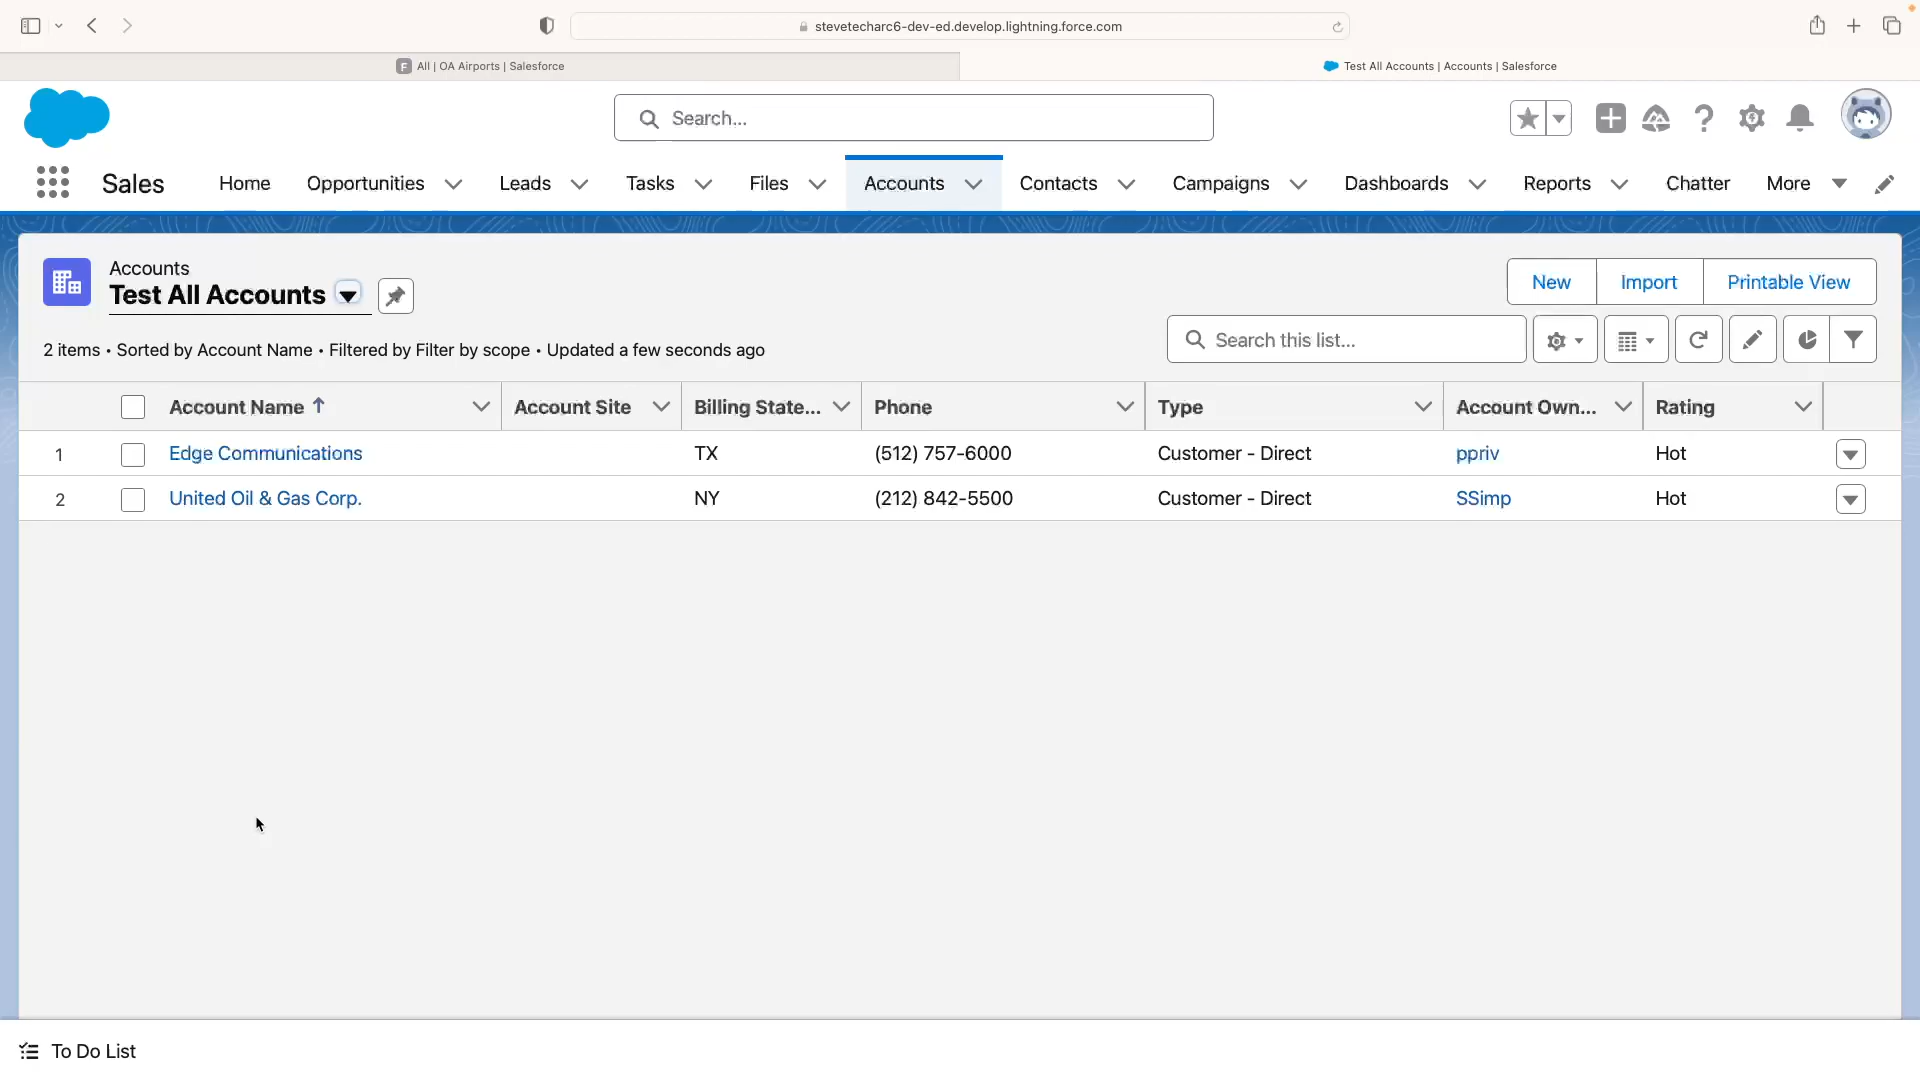 stevetecharc6-dev-ed.develop.lightning.force.com
F All | OA Airports | Salesforce
Test All Accounts | Accounts | Salesforce
Search...
Sales Home Opportunities Leads Tasks Files Accounts Contacts Campaigns Dashboards Reports Chatter More
Accounts
Test All Accounts
New Import Printable View
2 items • Sorted by Account Name • Filtered by Filter by scope • Updated a few seconds ago
Search this list...
Account Name Account Site Billing State... Phone Type Account Own... Rating
1 Edge Communications TX (512) 757-6000 Customer - Direct ppriv Hot
2 United Oil & Gas Corp. NY (212) 842-5500 Customer - Direct SSimp Hot
To Do List